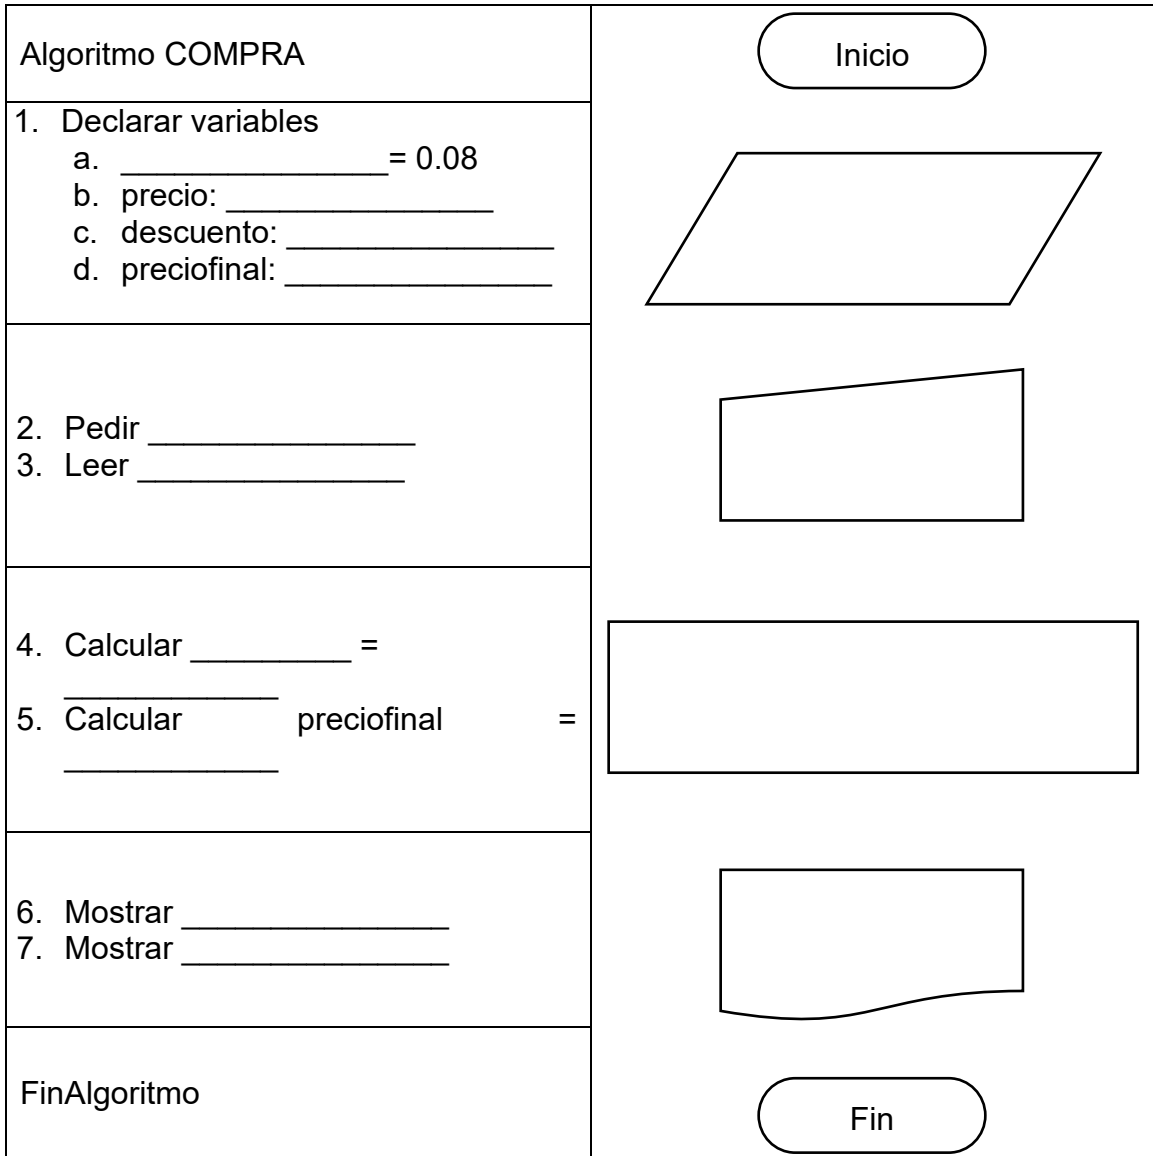 Algoritmo COMPRA
Inicio
1. Declarar variables
a. _______________= 0.08
b. precio: _______________
c. descuento: _______________
d. preciofinal: _______________
2. Pedir _______________
3. Leer _______________
4. Calcular _________ =
____________
5. Calcular preciofinal =
____________
6. Mostrar _______________
7. Mostrar _______________
FinAlgoritmo
Fin